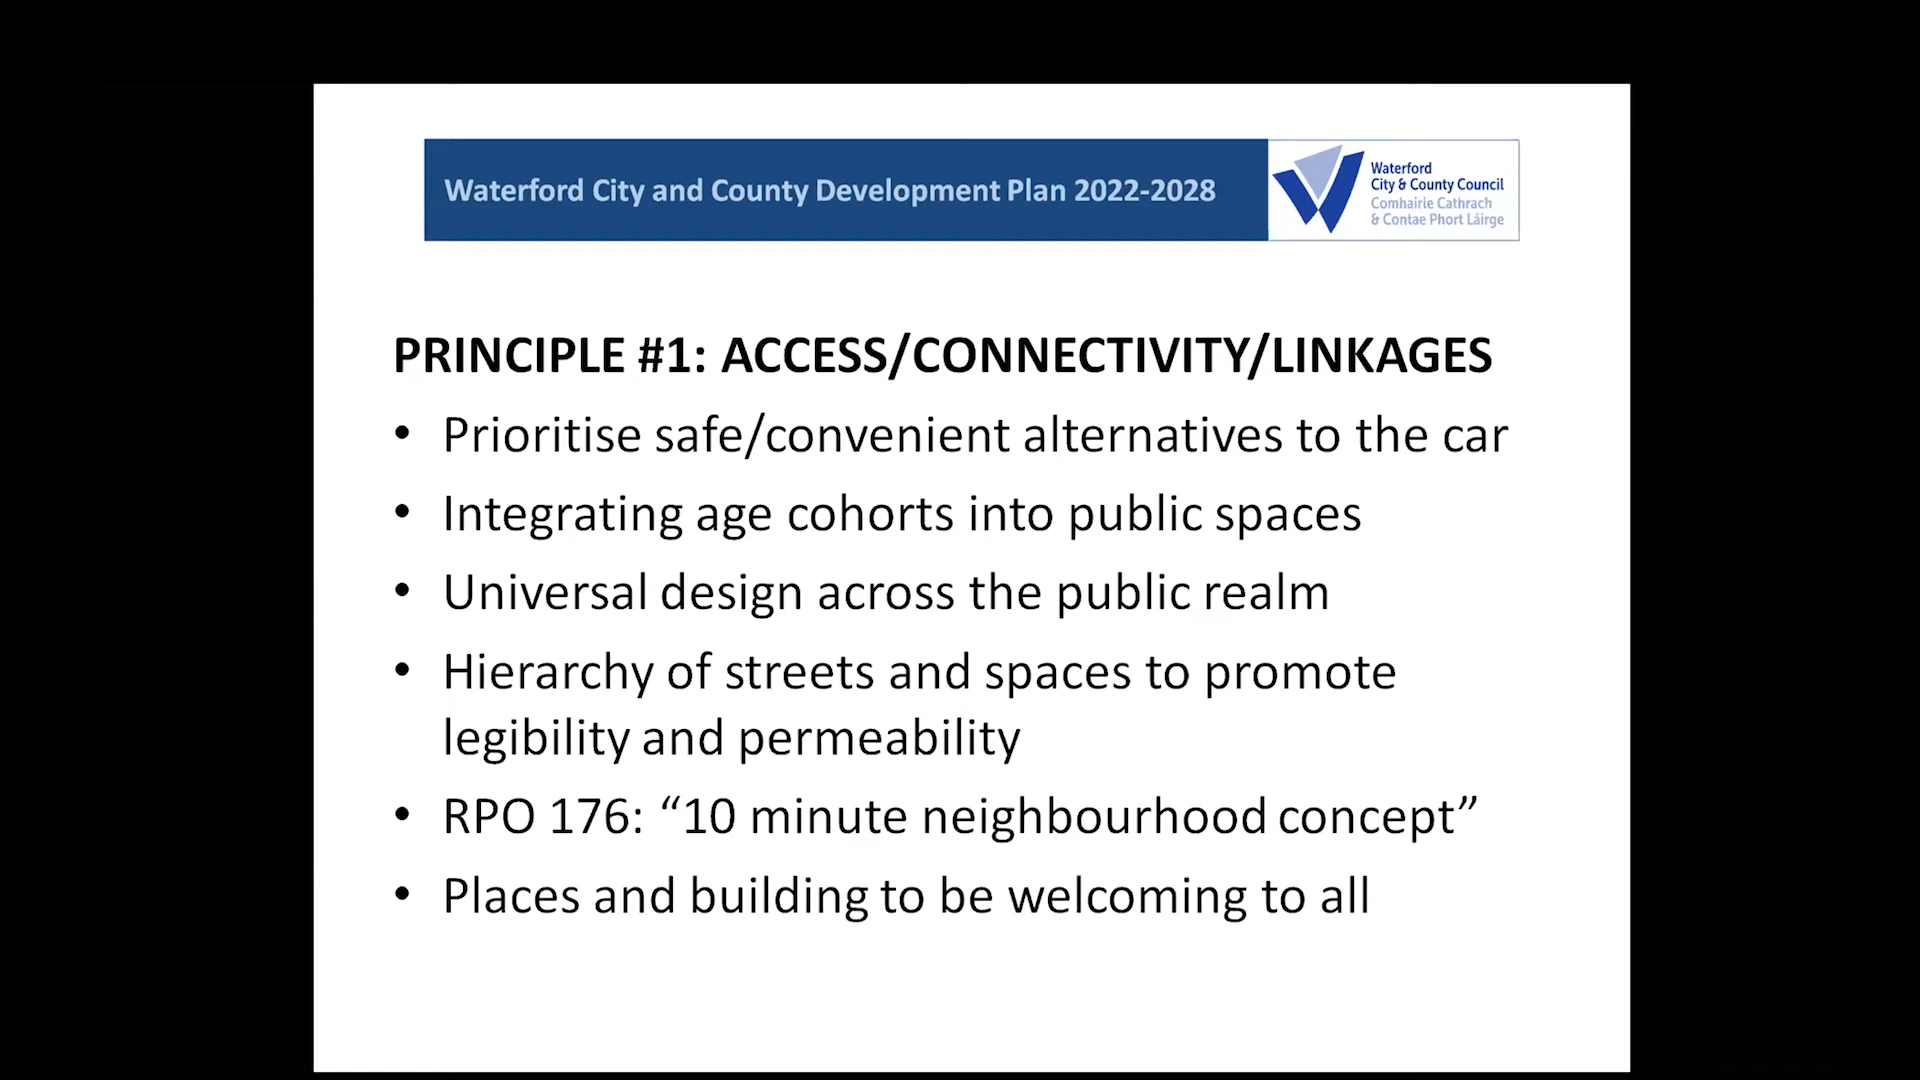 Waterford City and County Development Plan 2022-2028
Waterford
City & County Council
Comhairle Cathrach
& Contae Phort Láirge
PRINCIPLE #1: ACCESS/CONNECTIVITY/LINKAGES
• Prioritise safe/convenient alternatives to the car
• Integrating age cohorts into public spaces
• Universal design across the public realm
• Hierarchy of streets and spaces to promote
legibility and permeability
• RPO 176: “10 minute neighbourhood concept”
• Places and building to be welcoming to all